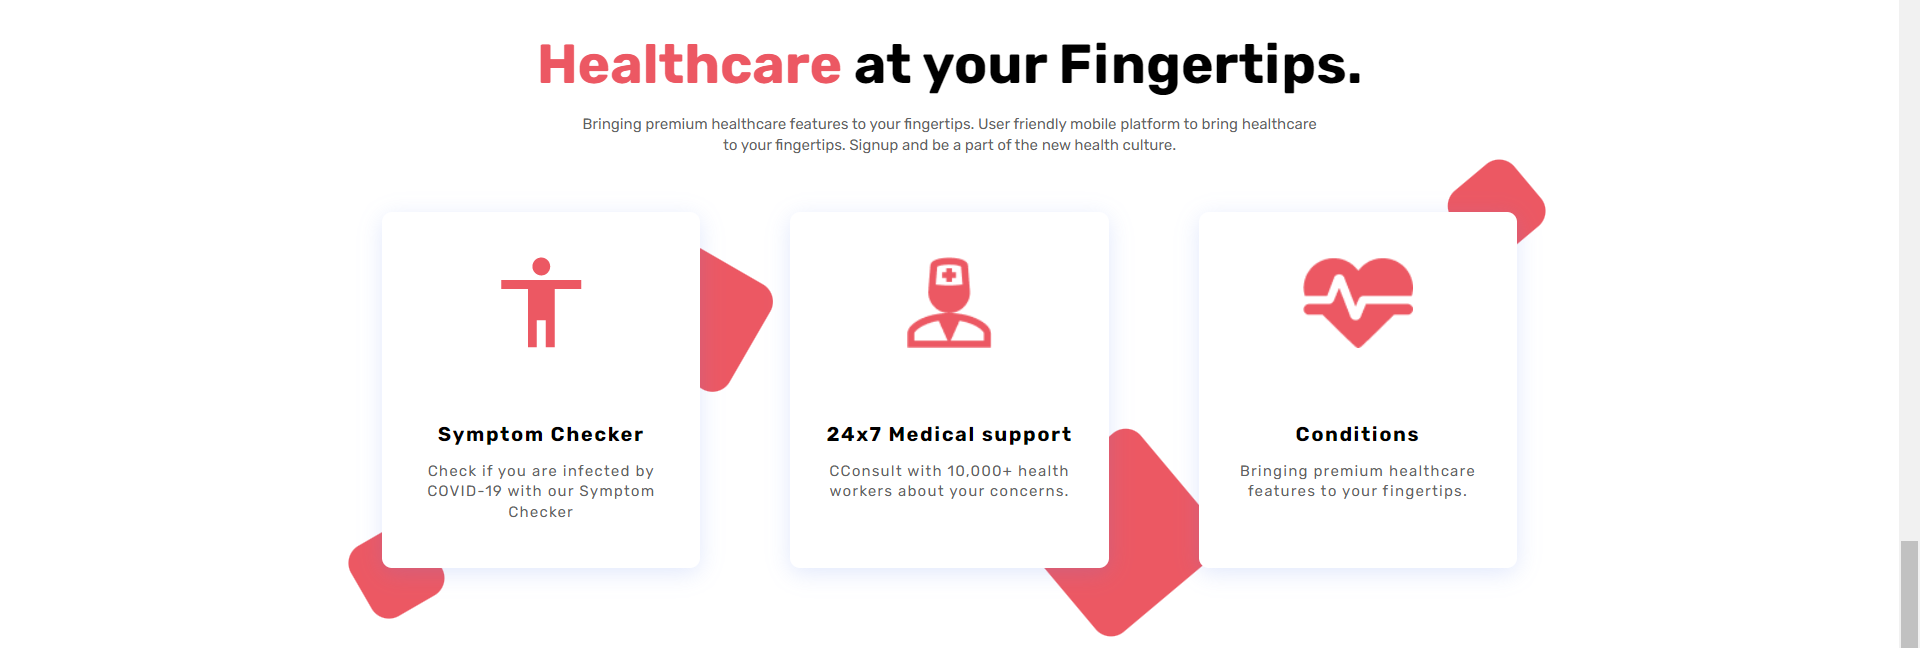 Healthcare at your Fingertips.
Bringing premium healthcare features to your fingertips. User friendly mobile platform to bring healthcare
to your fingertips. Signup and be a part of the new health culture.
Symptom Checker
Check if you are infected by
COVID-19 with our Symptom
Checker
24x7 Medical support
CConsult with 10,000+ health
workers about your concerns.
Conditions
Bringing premium healthcare
features to your fingertips.